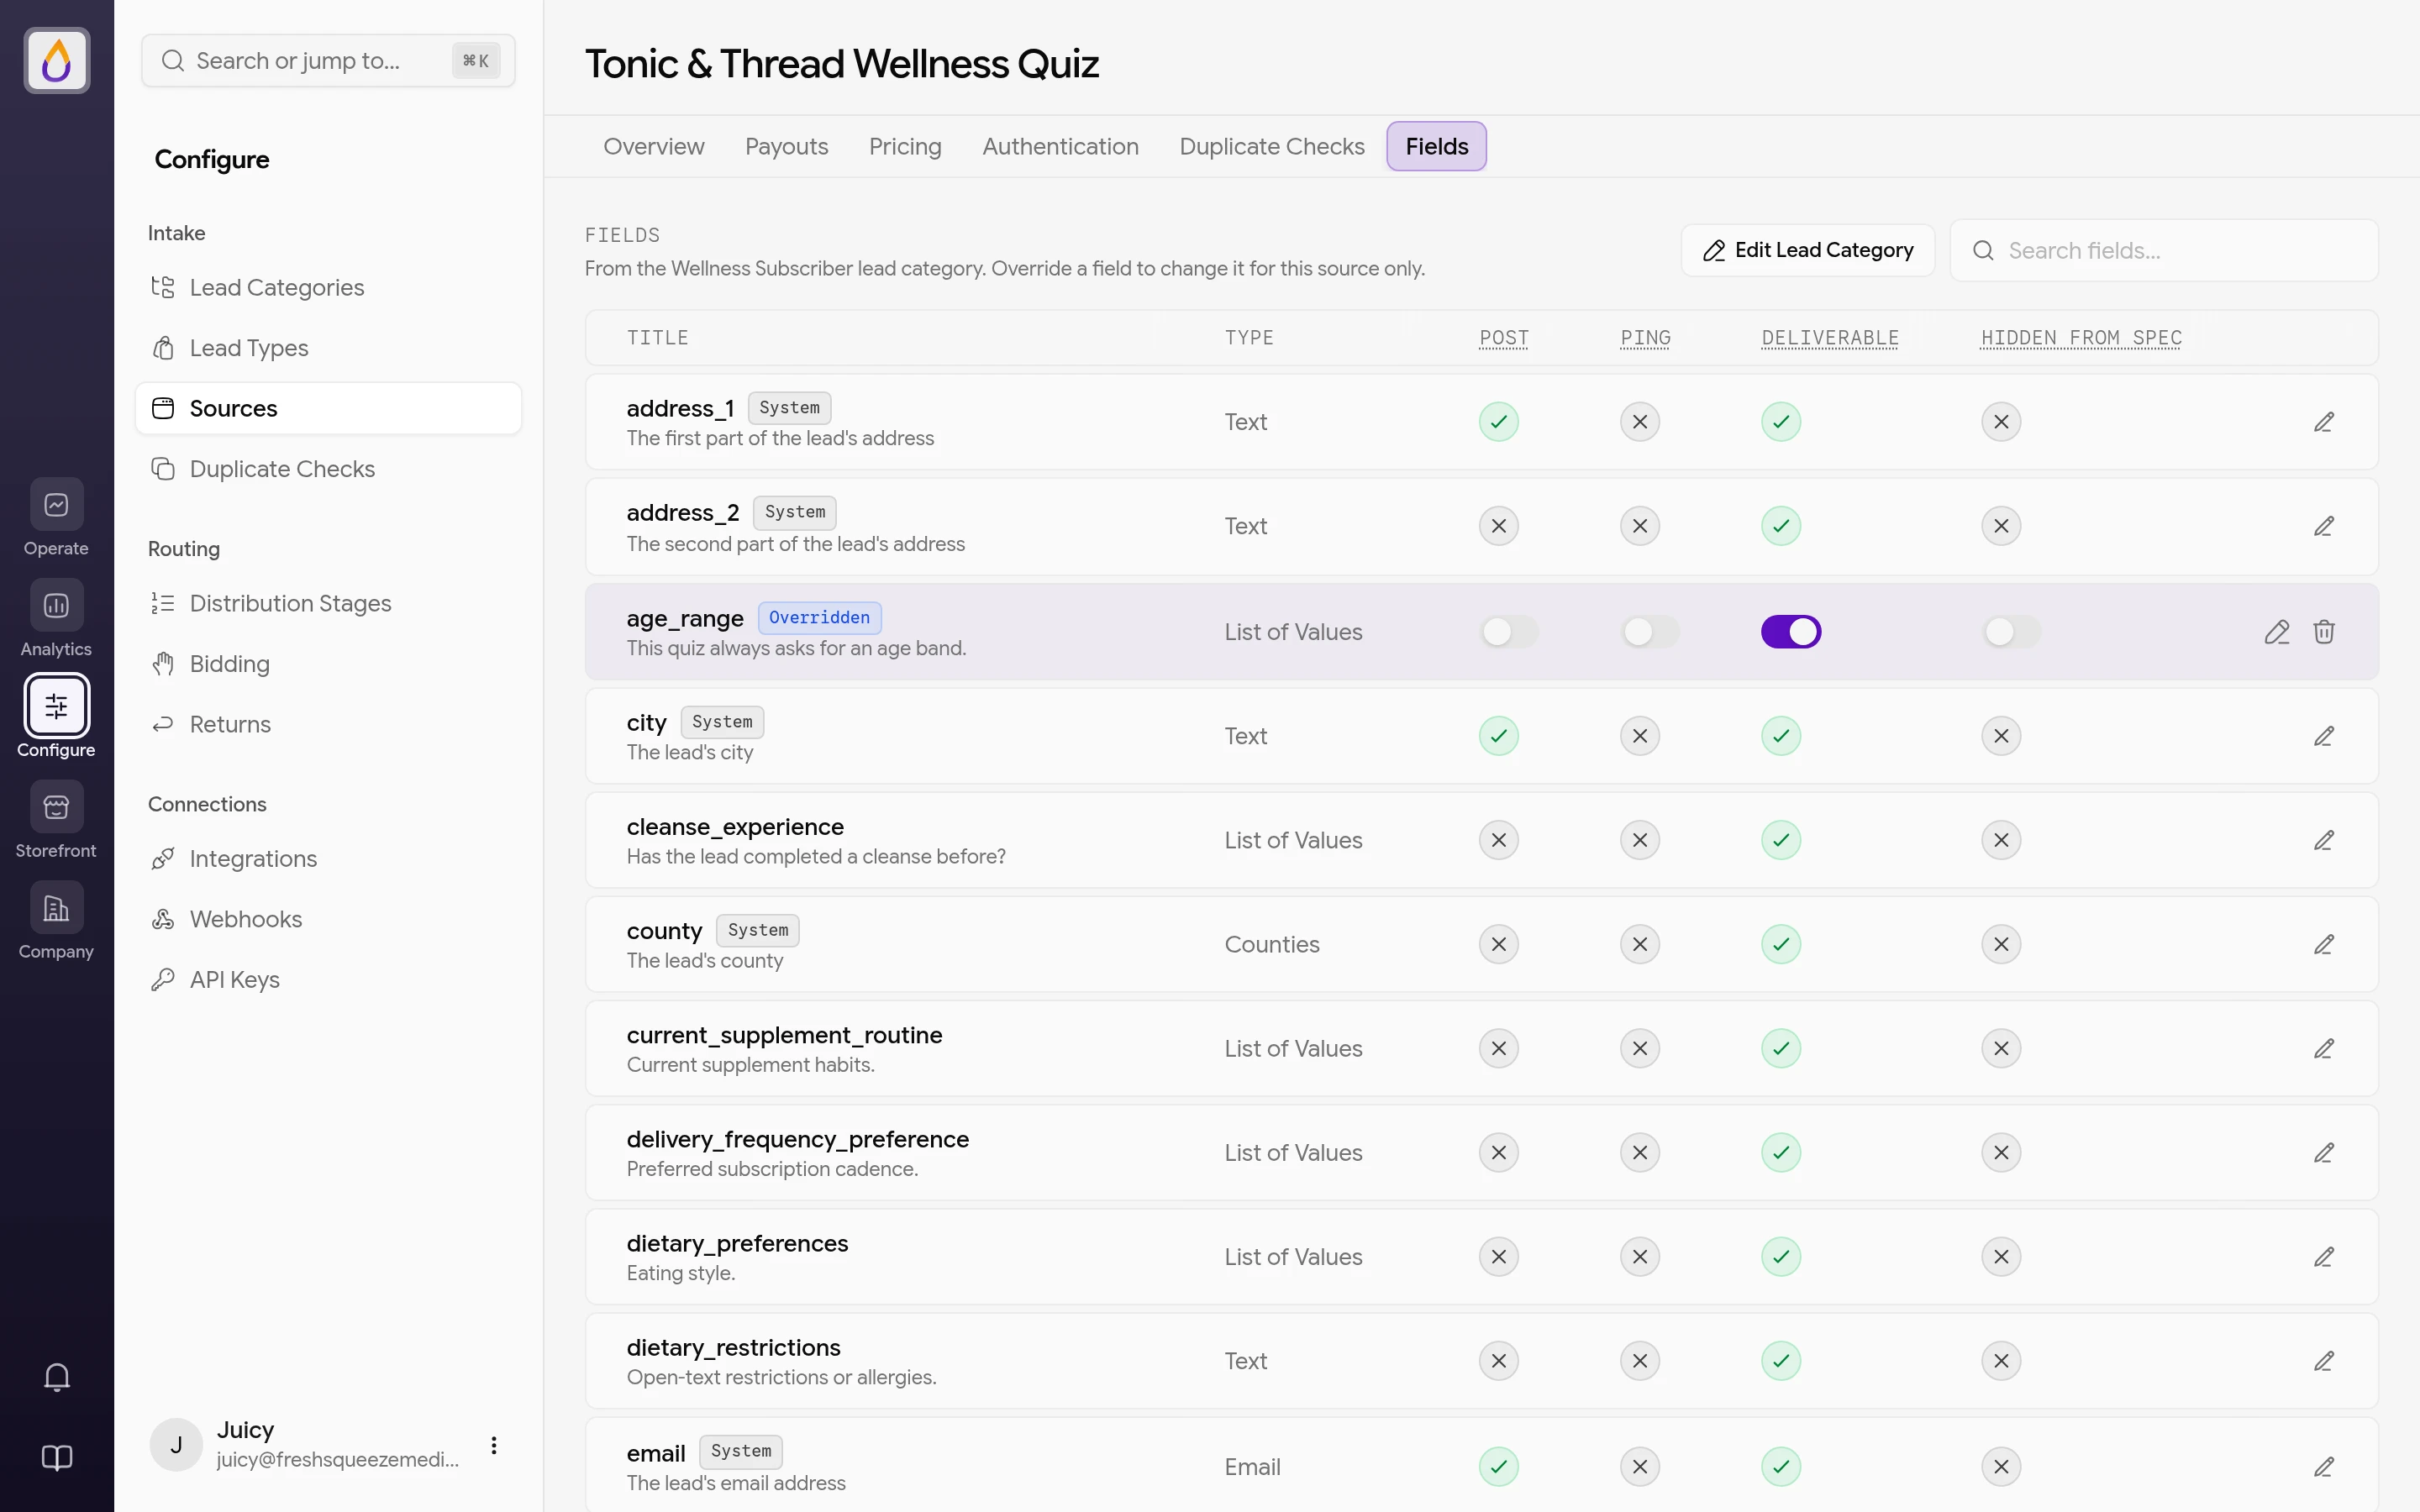 Search or jump to...
⌘K
Configure
Intake
Lead Categories
Lead Types
Sources
Duplicate Checks
Routing
Distribution Stages
Bidding
Returns
Connections
Integrations
Webhooks
API Keys
Operate
Analytics
Configure
Storefront
Company
J
Juicy
juicy@freshsqueezemedi...
Tonic & Thread Wellness Quiz
Overview
Payouts
Pricing
Authentication
Duplicate Checks
Fields
FIELDS
From the Wellness Subscriber lead category. Override a field to change it for this source only.
Edit Lead Category
Search fields...
TITLE TYPE POST PING DELIVERABLE HIDDEN FROM SPEC
address_1 System
The first part of the lead's address
Text
address_2 System
The second part of the lead's address
Text
age_range Overridden
This quiz always asks for an age band.
List of Values
city System
The lead's city
Text
cleanse_experience
Has the lead completed a cleanse before?
List of Values
county System
The lead's county
Counties
current_supplement_routine
Current supplement habits.
List of Values
delivery_frequency_preference
Preferred subscription cadence.
List of Values
dietary_preferences
Eating style.
List of Values
dietary_restrictions
Open-text restrictions or allergies.
Text
email System
The lead's email address
Email